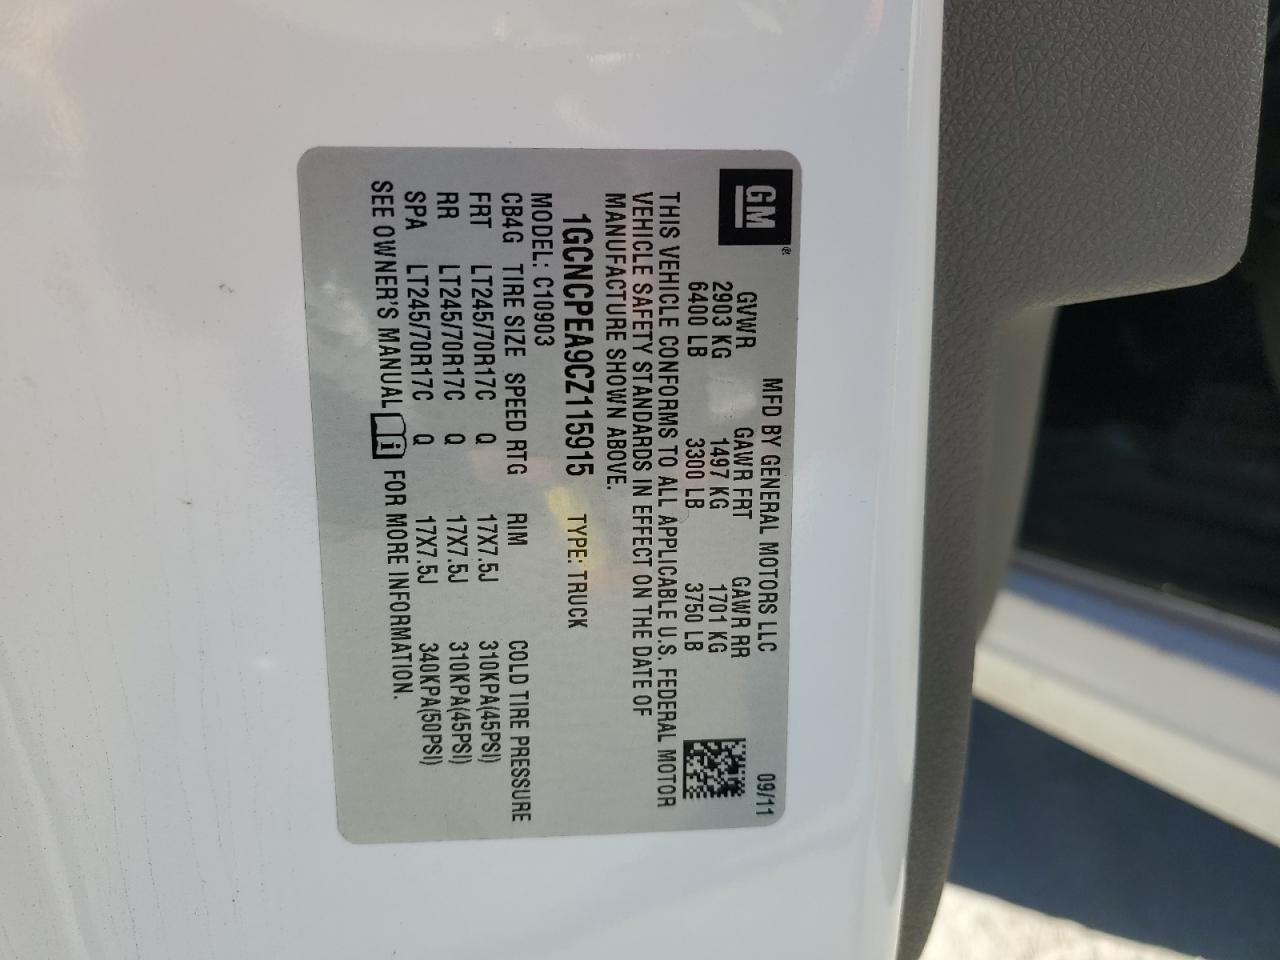 GM®
MFD BY GENERAL MOTORS LLC 09/11
GVWR GAWR FRT GAWR RR
2903 KG 1497 KG 1701 KG
6400 LB 3300 LB 3750 LB
THIS VEHICLE CONFORMS TO ALL APPLICABLE U.S. FEDERAL MOTOR
VEHICLE SAFETY STANDARDS IN EFFECT ON THE DATE OF
MANUFACTURE SHOWN ABOVE.
1GCNCPEA9CZ115915 TYPE: TRUCK
MODEL: C10903
CB4G TIRE SIZE SPEED RTG RIM COLD TIRE PRESSURE
FRT LT245/70R17C Q 17X7.5J 310KPA(45PSI)
RR LT245/70R17C Q 17X7.5J 310KPA(45PSI)
SPA LT245/70R17C Q 17X7.5J 340KPA(50PSI)
SEE OWNER'S MANUAL i FOR MORE INFORMATION.